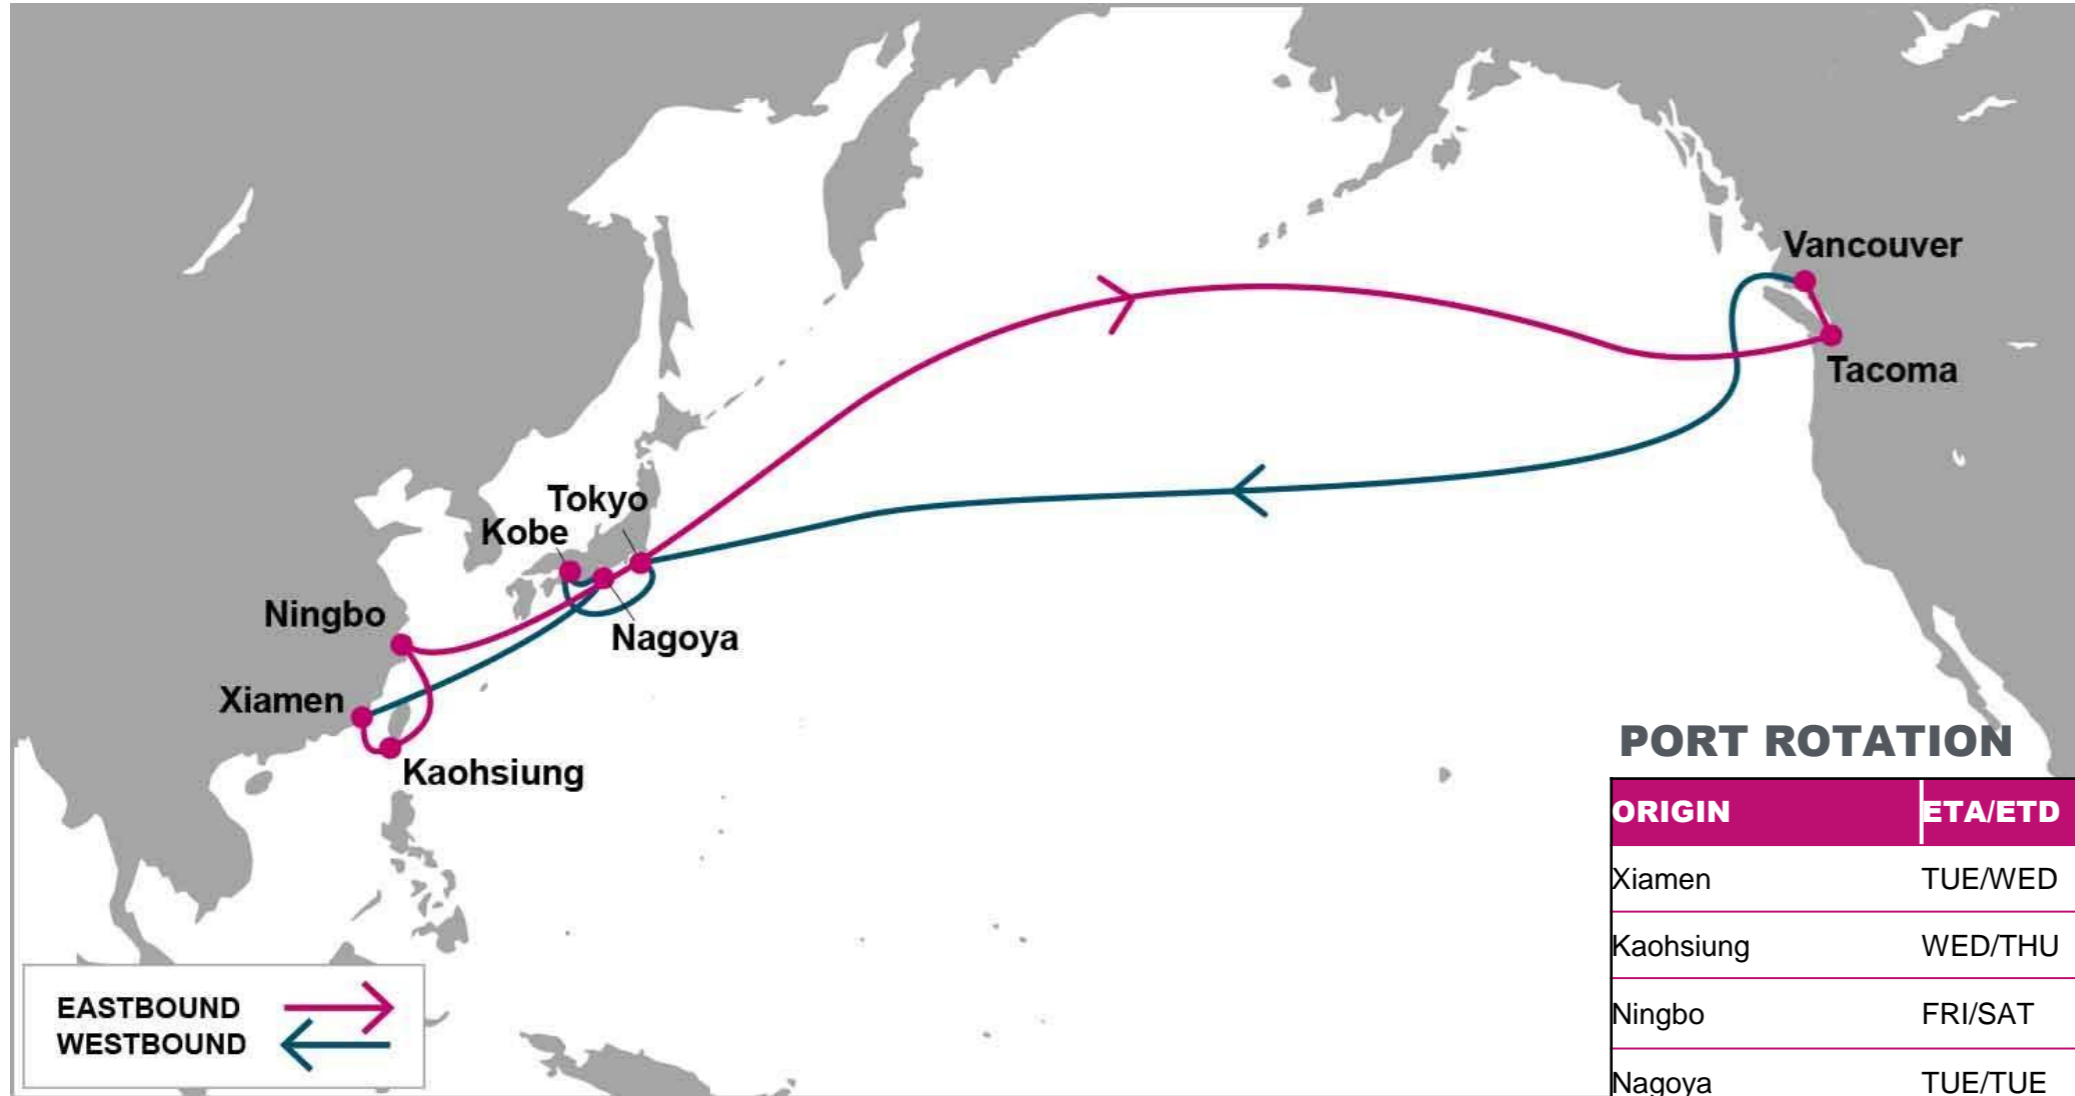 Vancouver
Tacoma
Tokyo
Kobe
Ningbo
Nagoya
Xiamen
Kaohsiung
EASTBOUND
WESTBOUND
PORT ROTATION
ORIGIN ETA/ETD
Xiamen TUE/WED
Kaohsiung WED/THU
Ningbo FRI/SAT
Nagoya TUE/TUE